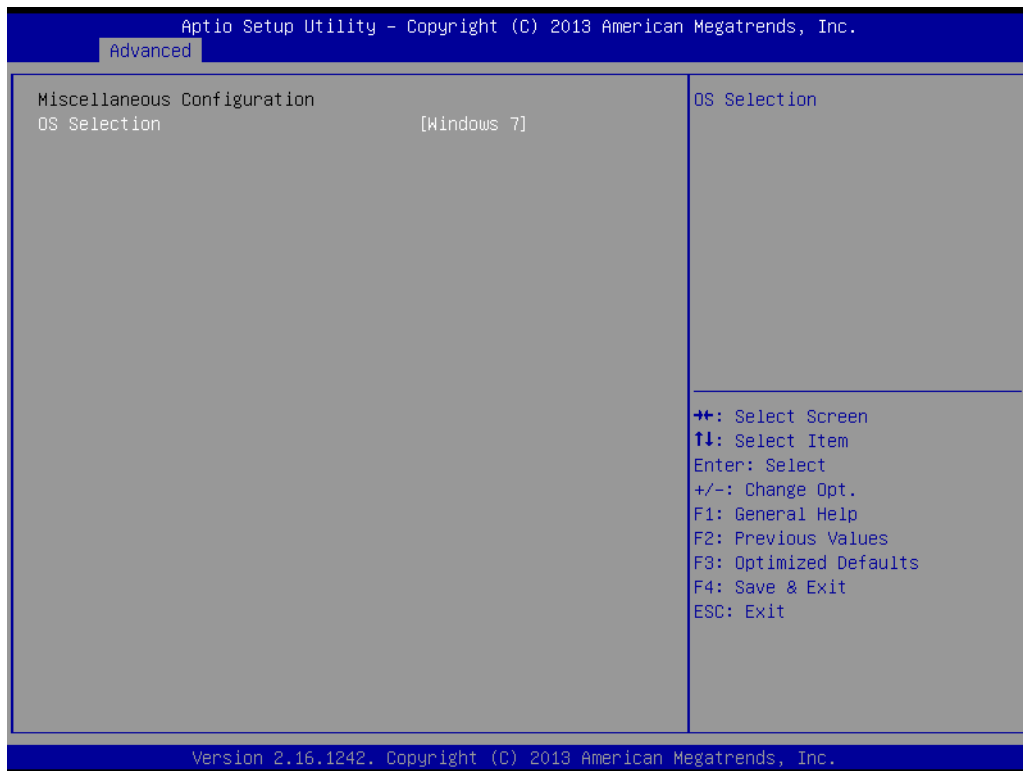 Aptio Setup Utility – Copyright (C) 2013 American Megatrends, Inc.
Advanced
Miscellaneous Configuration
OS Selection [Windows 7]
OS Selection
→←: Select Screen
↑↓: Select Item
Enter: Select
+/-: Change Opt.
F1: General Help
F2: Previous Values
F3: Optimized Defaults
F4: Save & Exit
ESC: Exit
Version 2.16.1242. Copyright (C) 2013 American Megatrends, Inc.